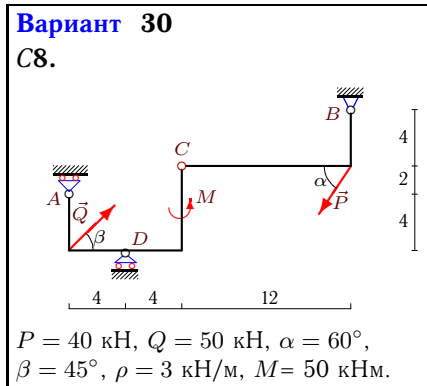 Вариант 30
C8.
B
4
C
α
2
A
Q⃗
M
P⃗
β
D
4
4
4
12
P = 40 кН, Q = 50 кН, α = 60°,
β = 45°, ρ = 3 кН/м, M= 50 кНм.